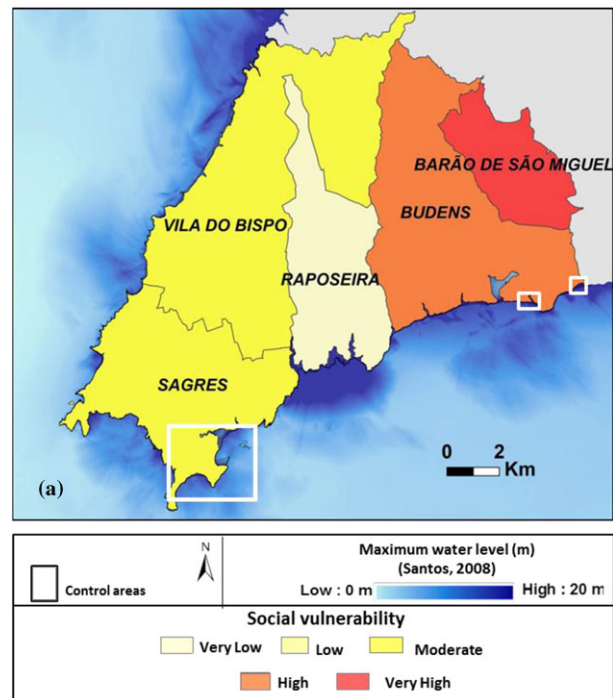 BARÃO DE SÃO MIGUEL
VILA DO BISPO
BUDENS
RAPOSEIRA
SAGRES
0 2
Km
(a)
N
Control areas
Maximum water level (m)
(Santos, 2008)
Low : 0 m High : 20 m
Social vulnerability
Very Low Low Moderate
High Very High